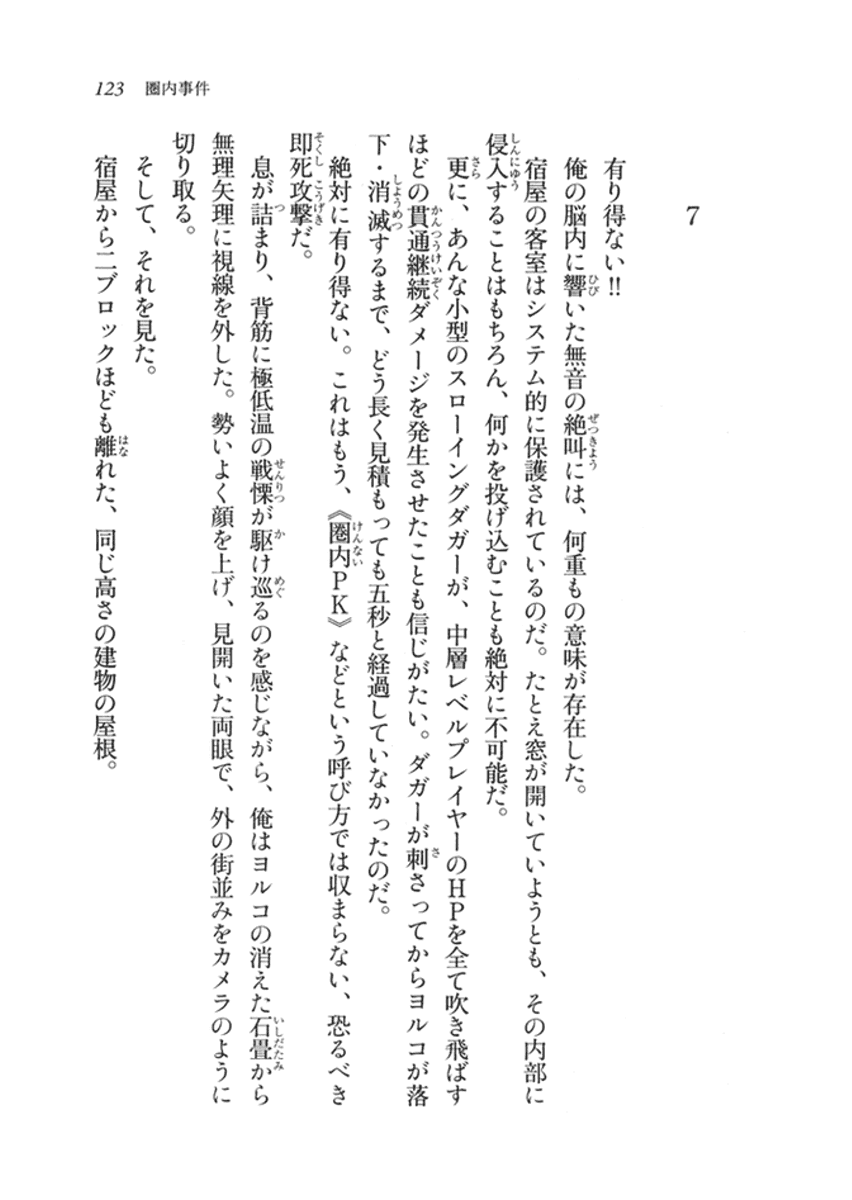 123 圏内事件
7
有り得ない!!
俺の脳内に響いた無音の絶叫には、何重もの意味が存在した。
宿屋の客室はシステム的に保護されているのだ。たとえ窓が開いていようとも、その内部に
侵入することはもちろん、何かを投げ込むことも絶対に不可能だ。
更に、あんな小型のスローイングダガーが、中層レベルプレイヤーのHPを全て吹き飛ばす
ほどの貫通継続ダメージを発生させたことも信じがたい。ダガーが刺さってからヨルコが落
下・消滅するまで、どう長く見積もっても五秒と経過していなかったのだ。
絶対に有り得ない。これはもう、《圏内PK》などという呼び方では収まらない、恐るべき
即死攻撃だ。
息が詰まり、背筋に極低温の戦慄が駆け巡るのを感じながら、俺はヨルコの消えた石畳から
無理矢理に視線を外した。勢いよく顔を上げ、見開いた両眼で、外の街並みをカメラのように
切り取る。
そして、それを見た。
宿屋から二ブロックほども離れた、同じ高さの建物の屋根。